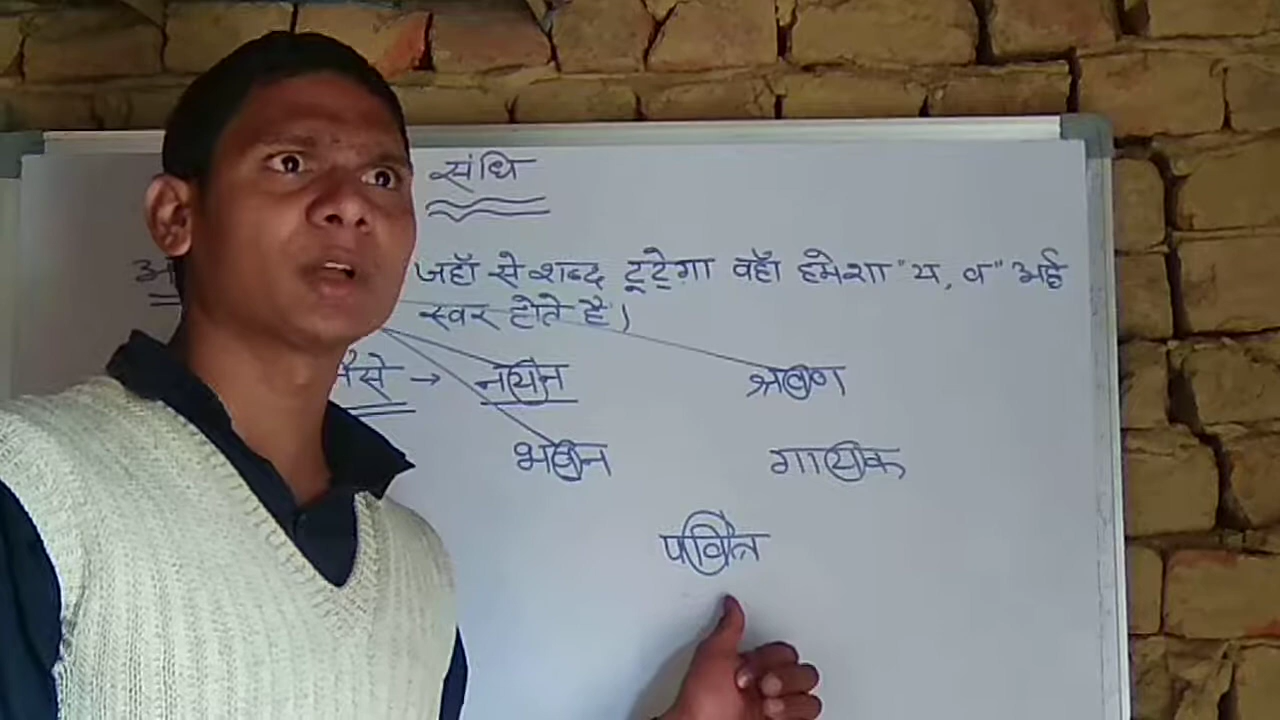 संधि
जहाँ से शब्द टूटेगा वहाँ हमेशा "य, व" अर्द्ध
स्वर होते है।
जैसे → नयन श्रवण
भवन गायक
पवित्र